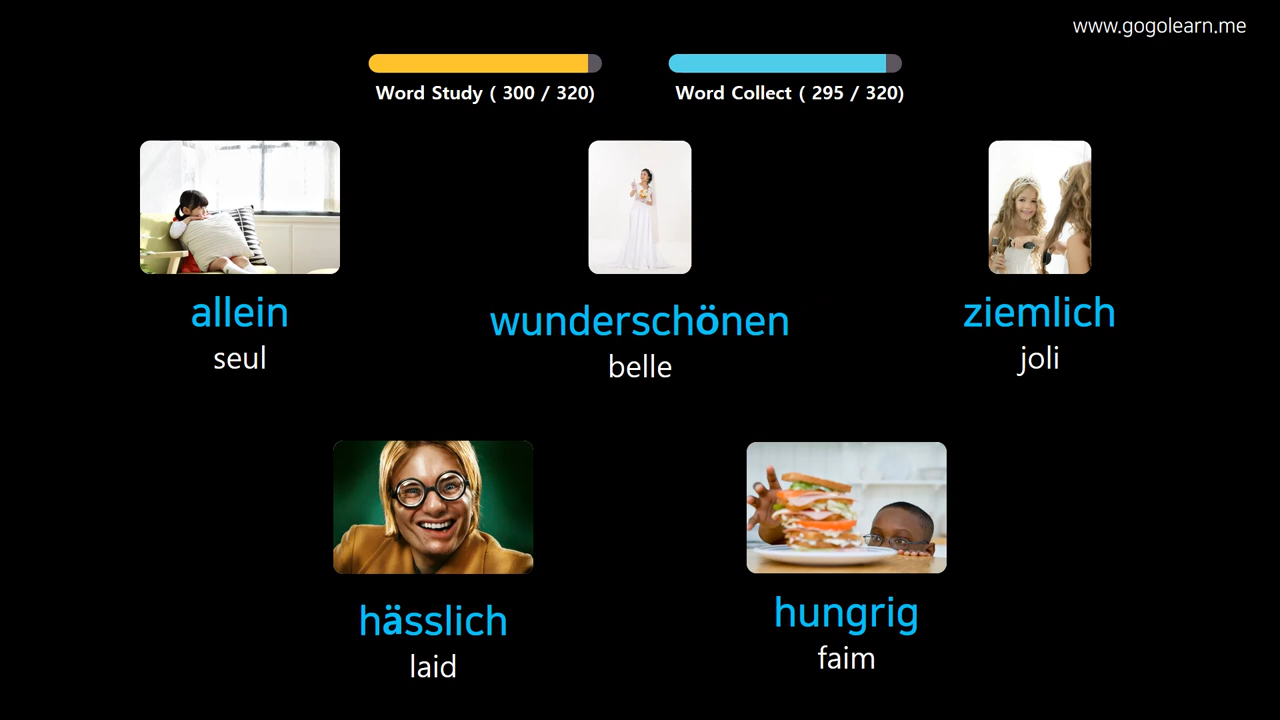 www.gogolearn.me
Word Study ( 300 / 320)
Word Collect ( 295 / 320)
allein
seul
wunderschönen
belle
ziemlich
joli
hässlich
laid
hungrig
faim